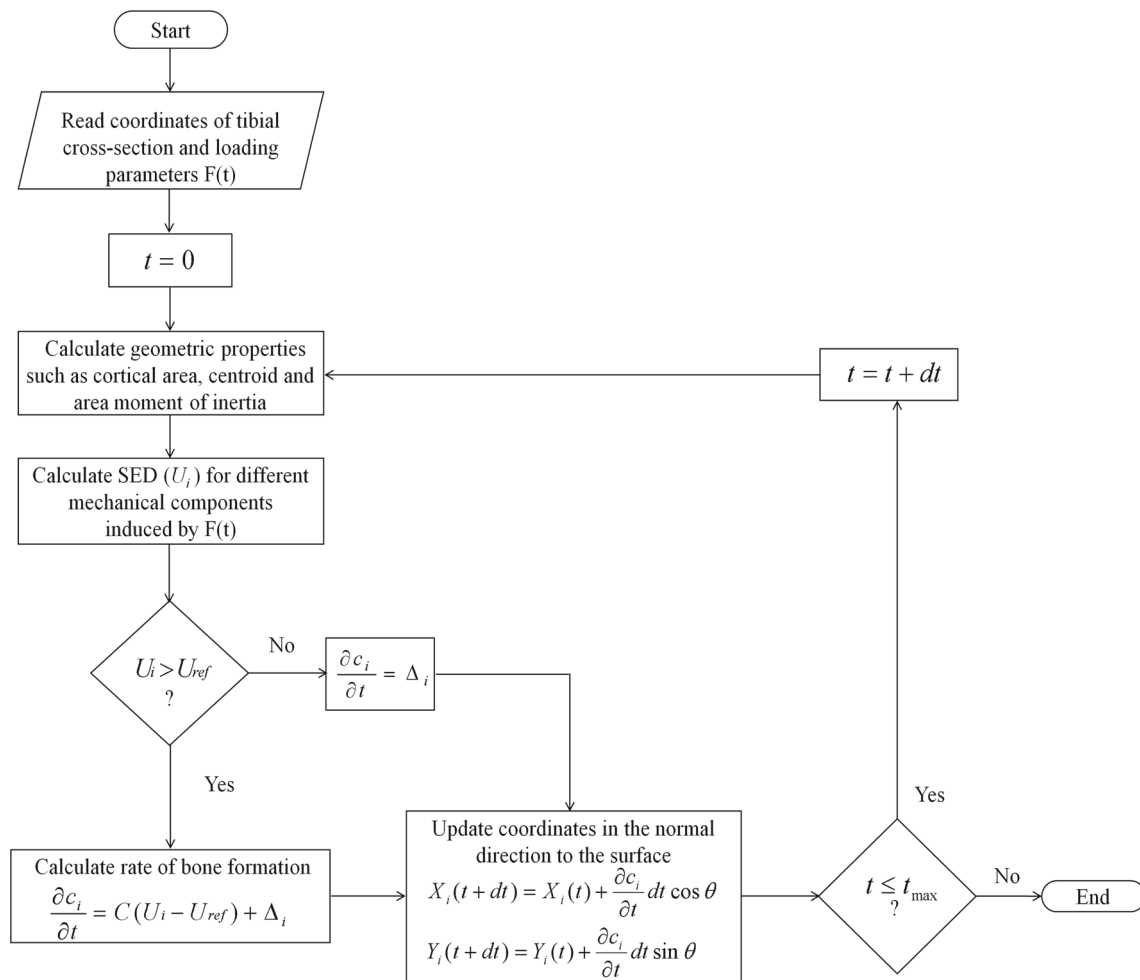 Start
Read coordinates of tibial
cross-section and loading
parameters F(t)
t = 0
Calculate geometric properties
such as cortical area, centroid and
area moment of inertia
t = t + dt
Calculate SED (U_i) for different
mechanical components
induced by F(t)
U_i > U_ref
?
No
∂c_i/∂t = Δ_i
Yes
Calculate rate of bone formation
∂c_i/∂t = C(U_i − U_ref) + Δ_i
Update coordinates in the normal
direction to the surface
X_i(t + dt) = X_i(t) + ∂c_i/∂t dt cos θ
Y_i(t + dt) = Y_i(t) + ∂c_i/∂t dt sin θ
Yes
t ≤ t_max
?
No
End